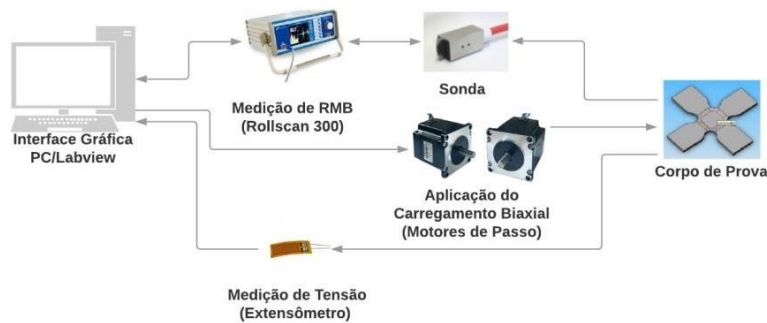 Medição de RMB
(Rollscan 300)
Sonda
Interface Gráfica
PC/Labview
Aplicação do
Carregamento Biaxial
(Motores de Passo)
Corpo de Prova
Medição de Tensão
(Extensômetro)